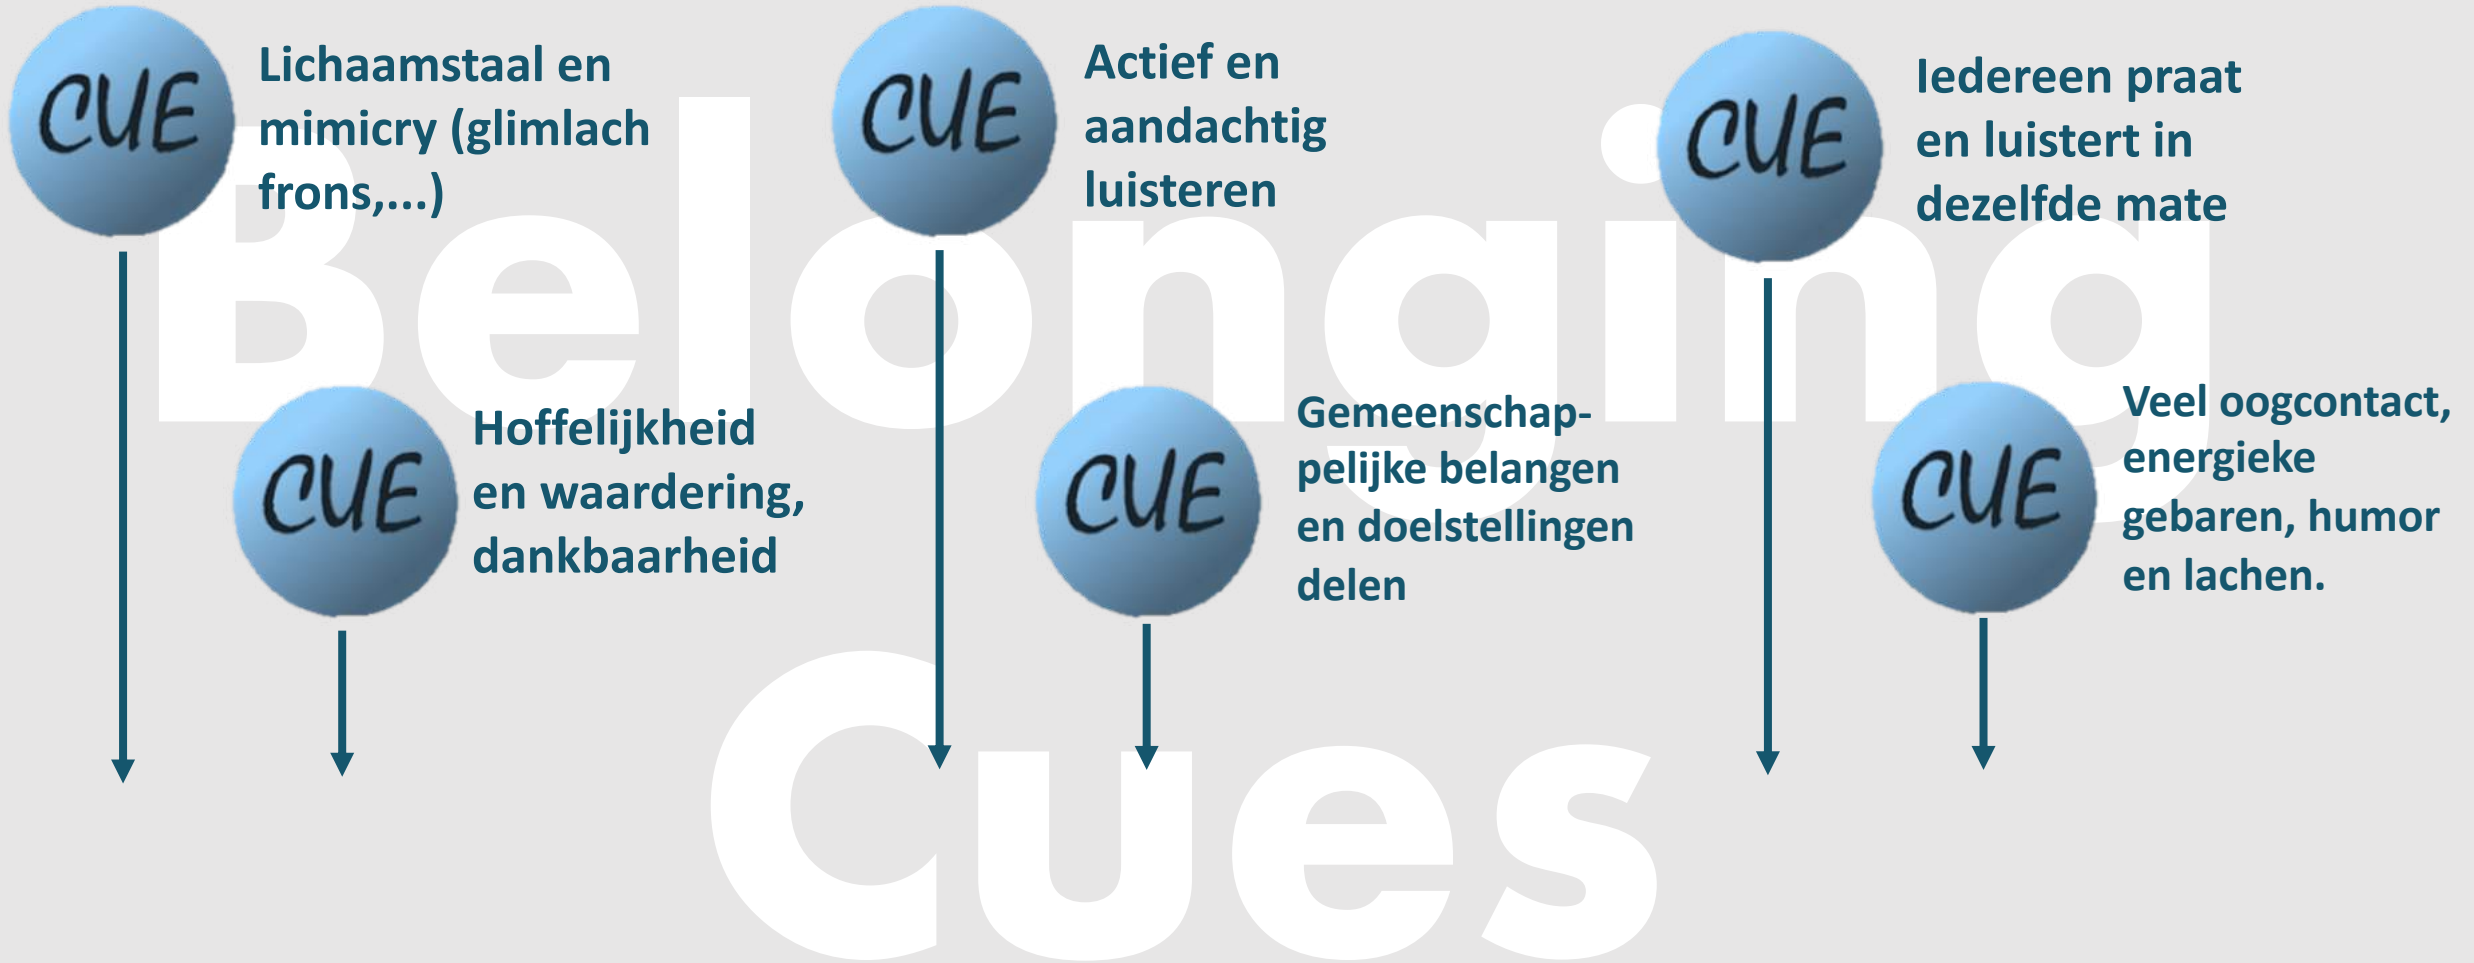 Belonging
Cues
CUE
Lichaamstaal en
mimicry (glimlach
frons,...)
CUE
Hoffelijkheid
en waardering,
dankbaarheid
CUE
Actief en
aandachtig
luisteren
CUE
Gemeenschap-
pelijke belangen
en doelstellingen
delen
CUE
Iedereen praat
en luistert in
dezelfde mate
CUE
Veel oogcontact,
energieke
gebaren, humor
en lachen.